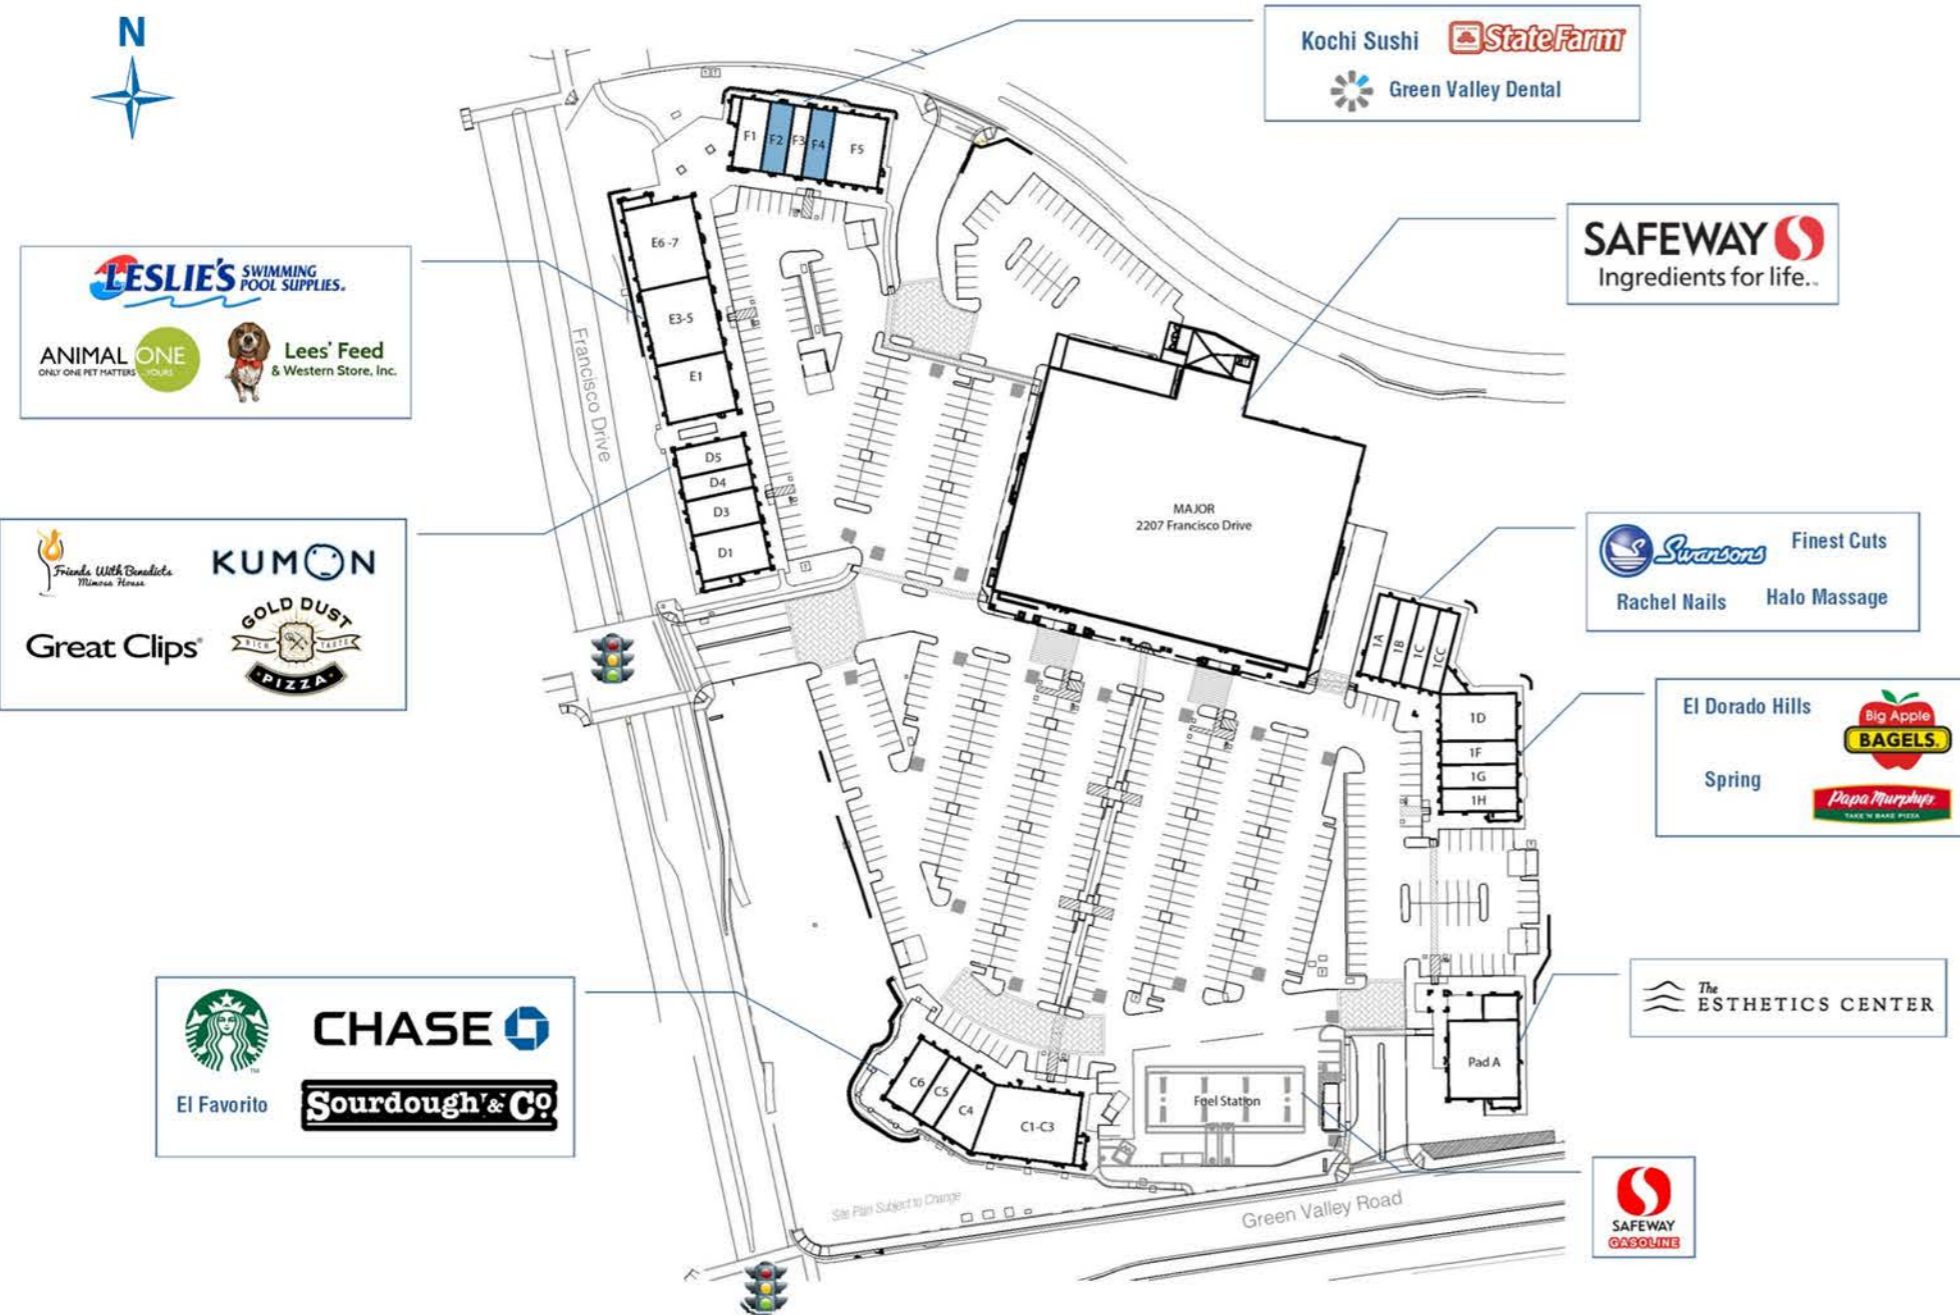 N
Kochi Sushi
StateFarm
Green Valley Dental
F1
F2
F3
F4
F5
SAFEWAY
Ingredients for life.™
E6-7
E3-5
E1
LESLIE'S SWIMMING
POOL SUPPLIES.
ANIMAL ONE
ONLY ONE PET MATTERS ...YOURS
Lees' Feed
& Western Store, Inc.
Francisco Drive
D5
D4
D3
D1
MAJOR
2207 Francisco Drive
Friends With Benedicts
Mimosa House
KUMON
Great Clips®
GOLD DUST
RICH TASTE
PIZZA
Swansons
Finest Cuts
Rachel Nails
Halo Massage
1A
1B
1C
1CC
1D
1F
1G
1H
El Dorado Hills
Spring
Big Apple
BAGELS.
Papa Murphy's
TAKE 'N' BAKE PIZZA
The
ESTHETICS CENTER
Pad A
CHASE
TM
El Favorito
Sourdough & Co.
C6
C5
C4
C1-C3
Fuel Station
SAFEWAY
GASOLINE
Site Plan Subject to Change
Green Valley Road